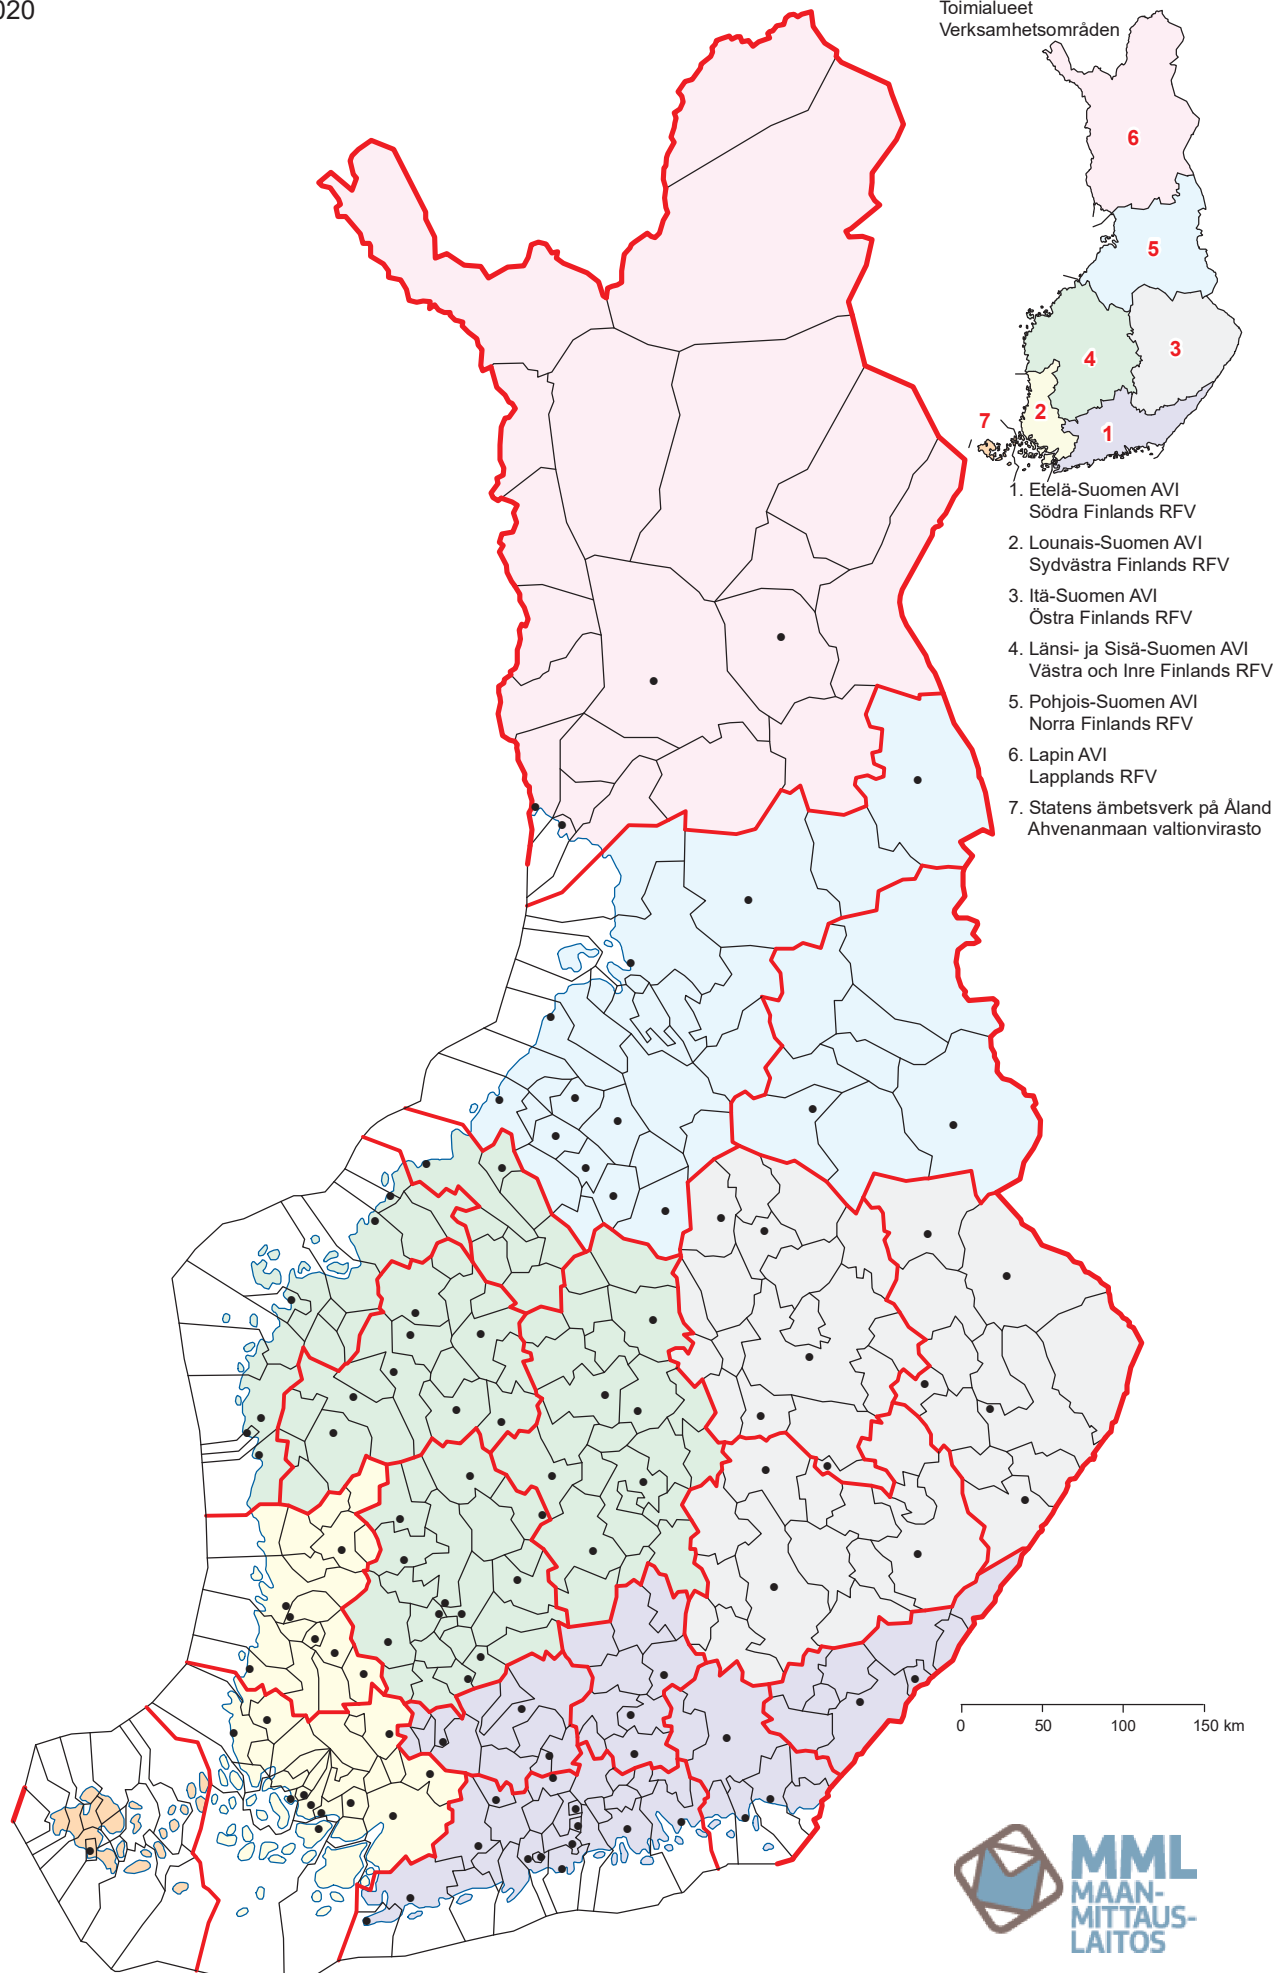 Toimialueet
Verksamhetsområden
6
5
4
3
2
7
1
1. Etelä-Suomen AVI
Södra Finlands RFV
2. Lounais-Suomen AVI
Sydvästra Finlands RFV
3. Itä-Suomen AVI
Östra Finlands RFV
4. Länsi- ja Sisä-Suomen AVI
Västra och Inre Finlands RFV
5. Pohjois-Suomen AVI
Norra Finlands RFV
6. Lapin AVI
Lapplands RFV
7. Statens ämbetsverk på Åland
Ahvenanmaan valtionvirasto
0 50 100 150 km
MML
MAAN-
MITTAUS-
LAITOS